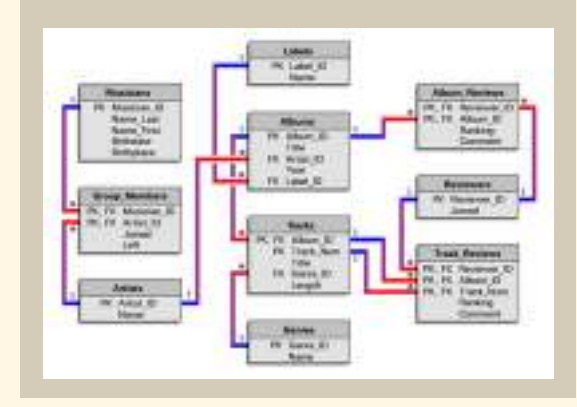 Labels
PK Label_ID
Name
Musicians
PK Musician_ID
Name_Last
Name_First
Birthdate
Birthplace
Albums
PK Album_ID
Title
FK Artist_ID
Year
FK Label_ID
Album_Reviews
PK, FK Reviewer_ID
PK, FK Album_ID
Ranking
Comment
Group_Members
PK, FK Musician_ID
PK, FK Artist_ID
Joined
Left
Reviewers
PK Reviewer_ID
Joined
Tracks
PK, FK Album_ID
PK Track_Num
Title
FK Genre_ID
Length
Track_Reviews
PK, FK Reviewer_ID
PK, FK Album_ID
PK, FK Track_Num
Ranking
Comment
Artists
PK Artist_ID
Name
Genres
PK Genre_ID
Name